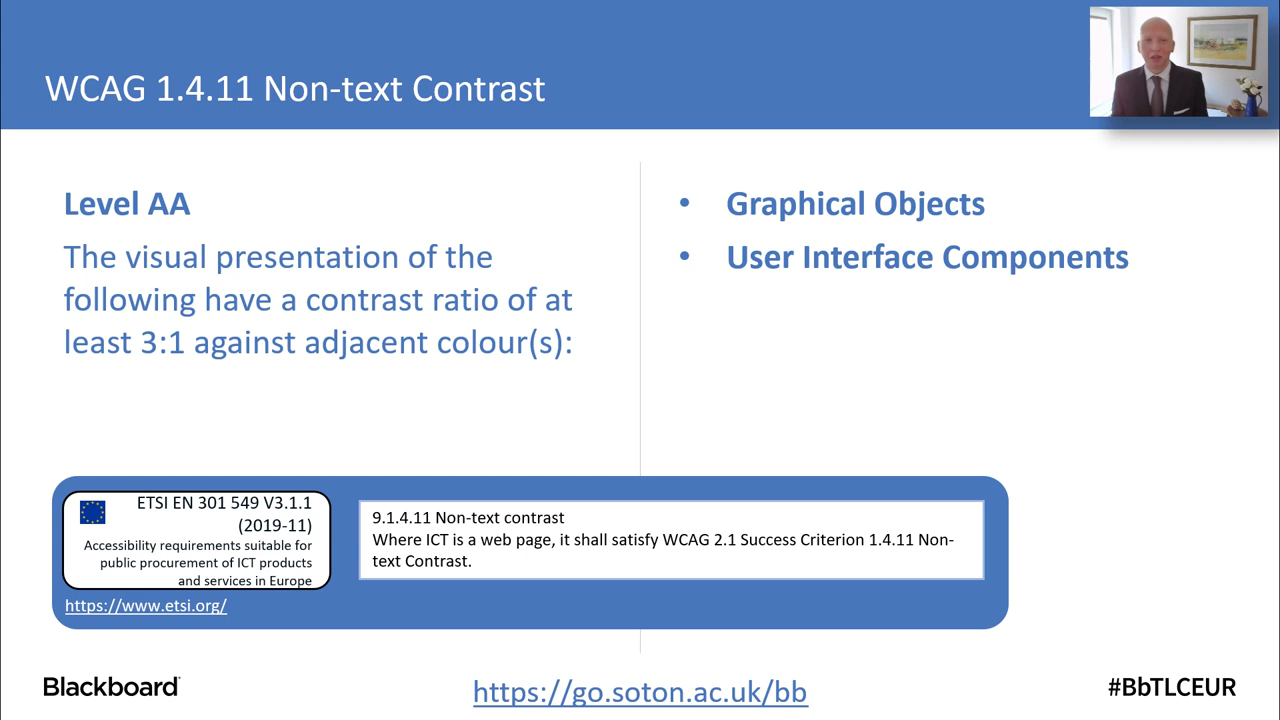 WCAG 1.4.11 Non-text Contrast
Level AA
The visual presentation of the
following have a contrast ratio of at
least 3:1 against adjacent colour(s):
• Graphical Objects
• User Interface Components
ETSI EN 301 549 V3.1.1
(2019-11)
Accessibility requirements suitable for
public procurement of ICT products
and services in Europe
https://www.etsi.org/
9.1.4.11 Non-text contrast
Where ICT is a web page, it shall satisfy WCAG 2.1 Success Criterion 1.4.11 Non-
text Contrast.
Blackboard
https://go.soton.ac.uk/bb
#BbTLCEUR